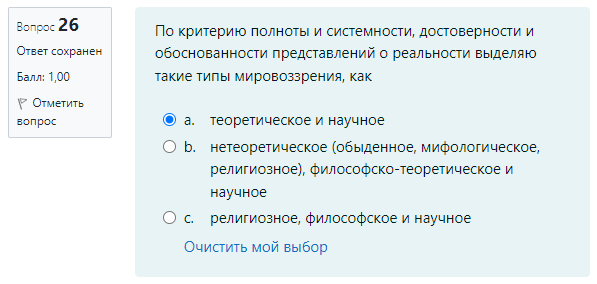 Вопрос 26
Ответ сохранен
Балл: 1,00
Отметить
вопрос
По критерию полноты и системности, достоверности и
обоснованности представлений о реальности выделяю
такие типы мировоззрения, как
a. теоретическое и научное
b. нетеоретическое (обыденное, мифологическое,
религиозное), философско-теоретическое и
научное
c. религиозное, философское и научное
Очистить мой выбор